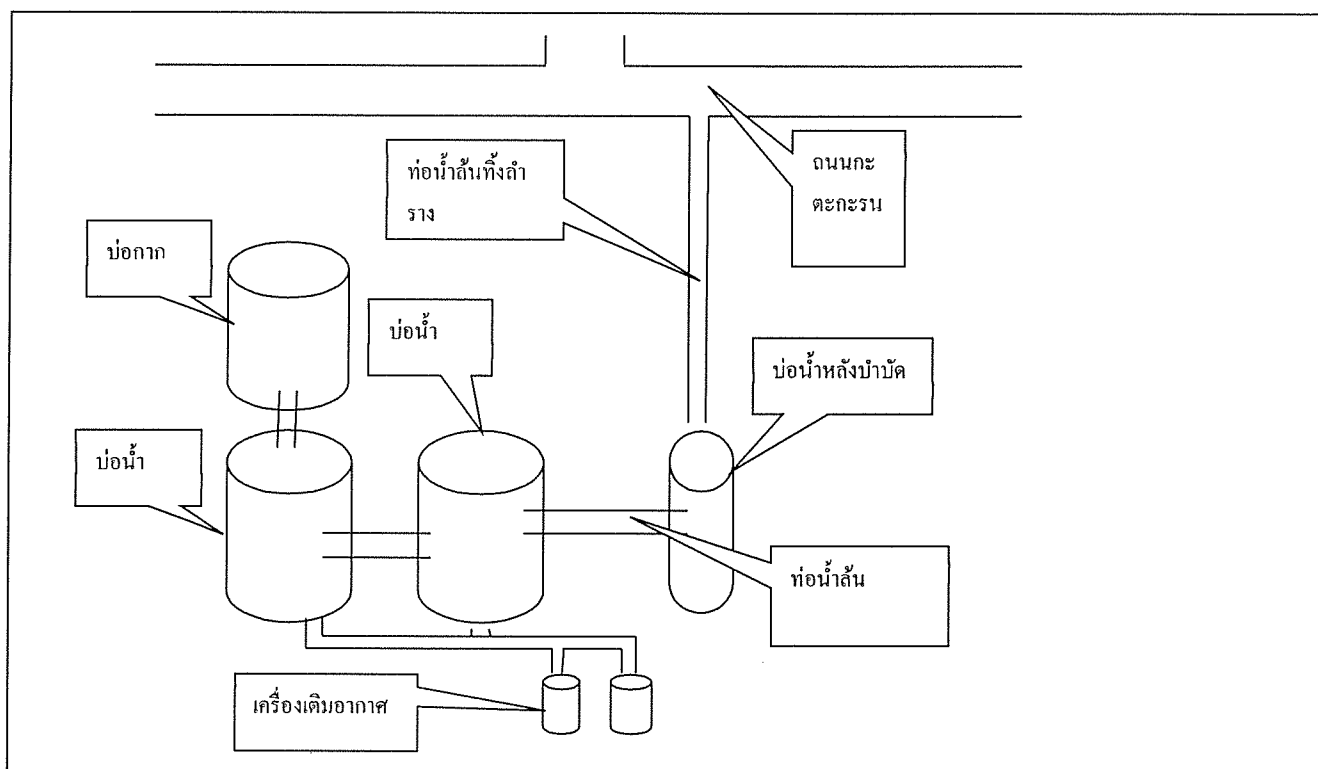 ท่อน้ำล้นทิ้งลำ
ราง
ถนนกะ
ตะกะรน
บ่อกาก
บ่อน้ำ
บ่อน้ำหลังบำบัด
บ่อน้ำ
ท่อน้ำล้น
เครื่องเติมอากาศ